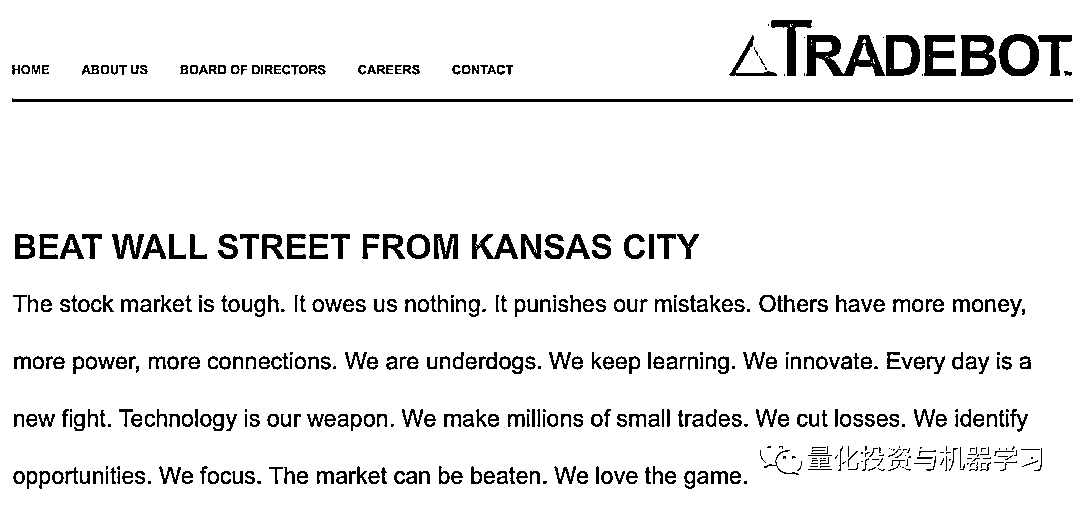 HOME ABOUT US BOARD OF DIRECTORS CAREERS CONTACT
TRADEBOT
BEAT WALL STREET FROM KANSAS CITY
The stock market is tough. It owes us nothing. It punishes our mistakes. Others have more money,
more power, more connections. We are underdogs. We keep learning. We innovate. Every day is a
new fight. Technology is our weapon. We make millions of small trades. We cut losses. We identify
opportunities. We focus. The market can be beaten. We love the game.
量化投资与机器学习